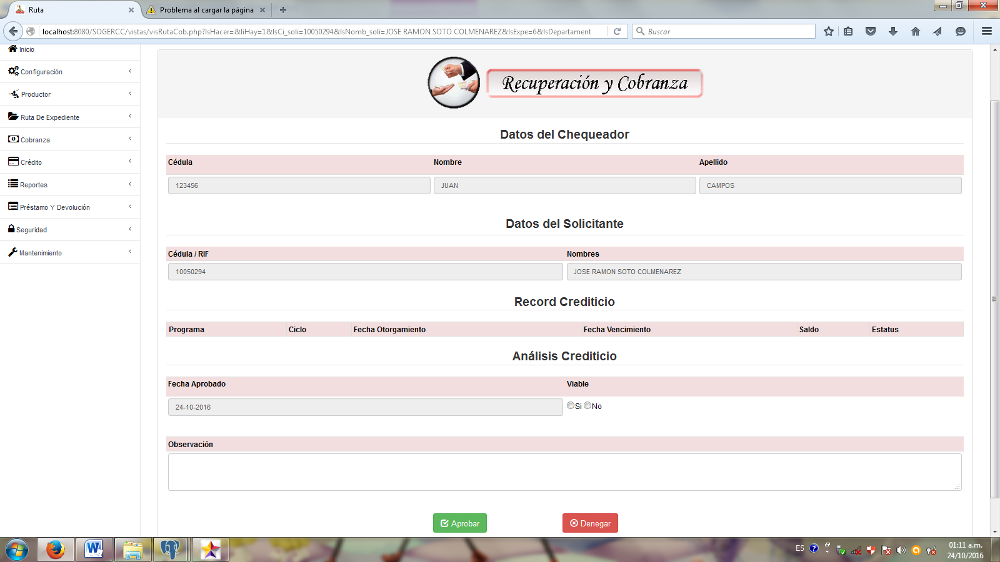 Ruta
Problema al cargar la página
localhost:8080/SOGERCC/vistas/visRutaCob.php?lsHacer=&liHay=1&lsCi_soli=10050294&lsNomb_soli=JOSE RAMON SOTO COLMENAREZ&lsExpe=6&lsDepartament
Buscar
Inicio
Configuración
Productor
Ruta De Expediente
Cobranza
Crédito
Reportes
Préstamo Y Devolución
Seguridad
Mantenimiento
Recuperación y Cobranza
Datos del Chequeador
Cédula Nombre Apellido
123456 JUAN CAMPOS
Datos del Solicitante
Cédula / RIF Nombres
10050294 JOSE RAMON SOTO COLMENAREZ
Record Crediticio
Programa Ciclo Fecha Otorgamiento Fecha Vencimiento Saldo Estatus
Análisis Crediticio
Fecha Aprobado Viable
24-10-2016 Si No
Observación
Aprobar Denegar
ES
01:11 a.m.
24/10/2016